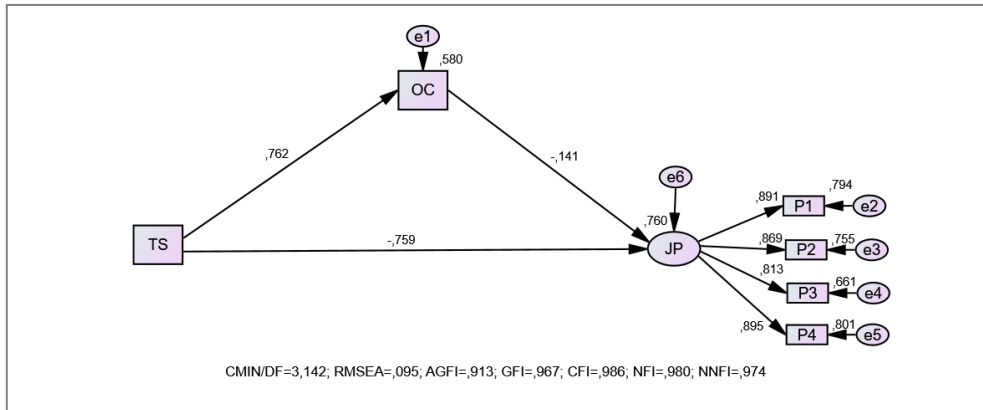 e1
,580
OC
,762
-,141
e6
,760
TS
-,759
JP
,891
P1
,794
e2
,869
P2
,755
e3
,813
P3
,661
e4
,895
P4
,801
e5
CMIN/DF=3,142; RMSEA=,095; AGFI=,913; GFI=,967; CFI=,986; NFI=,980; NNFI=,974